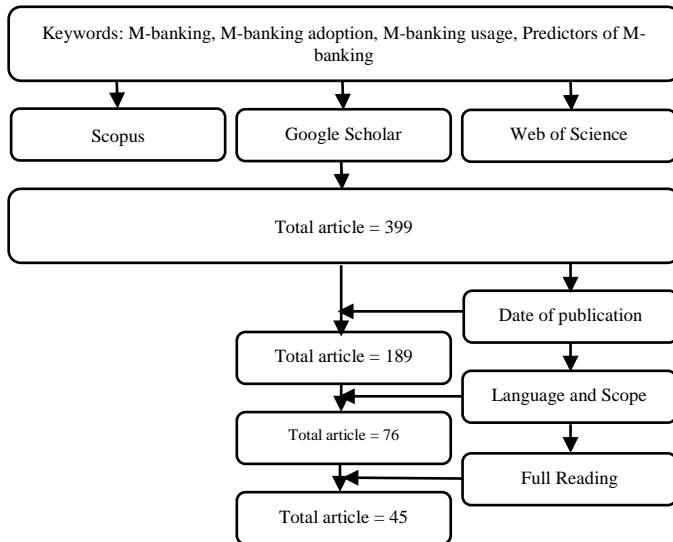 Keywords: M-banking, M-banking adoption, M-banking usage, Predictors of M-
banking
Scopus
Google Scholar
Web of Science
Total article = 399
Date of publication
Total article = 189
Language and Scope
Total article = 76
Full Reading
Total article = 45